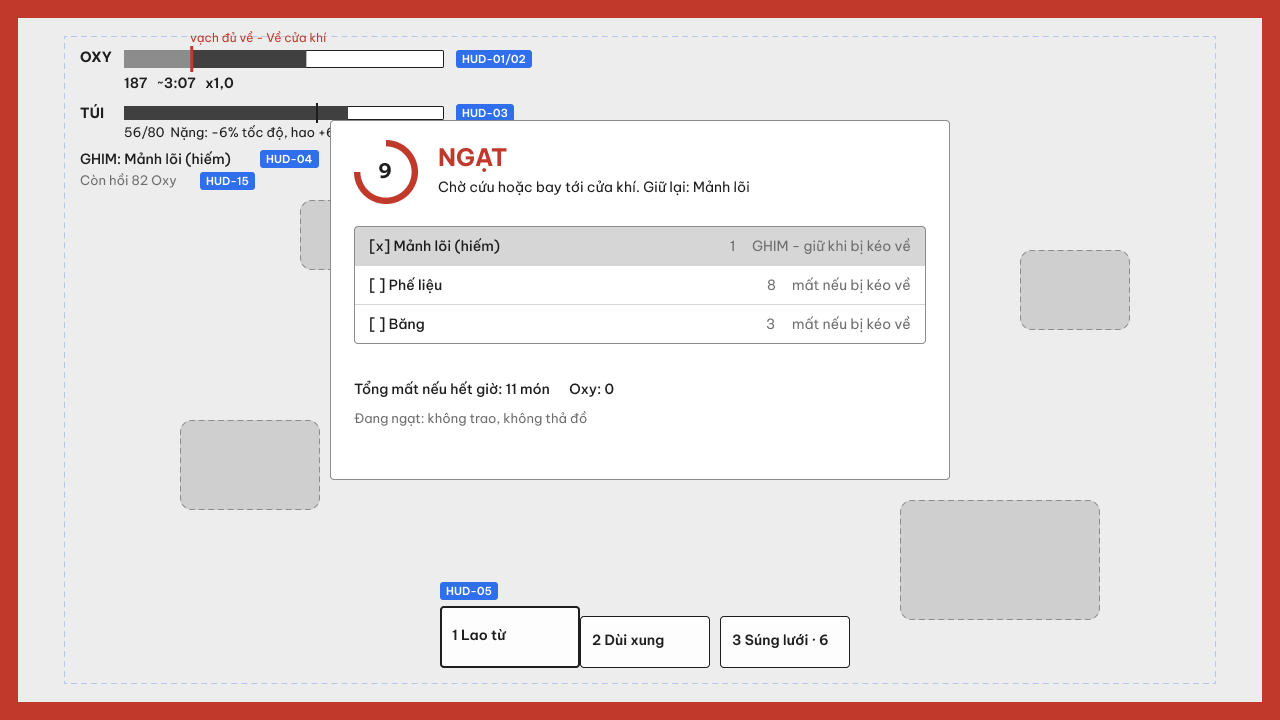 vạch đủ về - Về cửa khí
OXY HUD-01/02
187 ~3:07 x1,0
TÚI HUD-03
56/80 Nặng: -6% tốc độ, hao +6
GHIM: Mảnh lõi (hiếm) HUD-04
Còn hồi 82 Oxy HUD-15
9 NGẠT
Chờ cứu hoặc bay tới cửa khí. Giữ lại: Mảnh lõi
[x] Mảnh lõi (hiếm) 1 GHIM - giữ khi bị kéo về
[ ] Phế liệu 8 mất nếu bị kéo về
[ ] Băng 3 mất nếu bị kéo về
Tổng mất nếu hết giờ: 11 món Oxy: 0
Đang ngạt: không trao, không thả đồ
HUD-05
1 Lao từ 2 Dùi xung 3 Súng lưới · 6